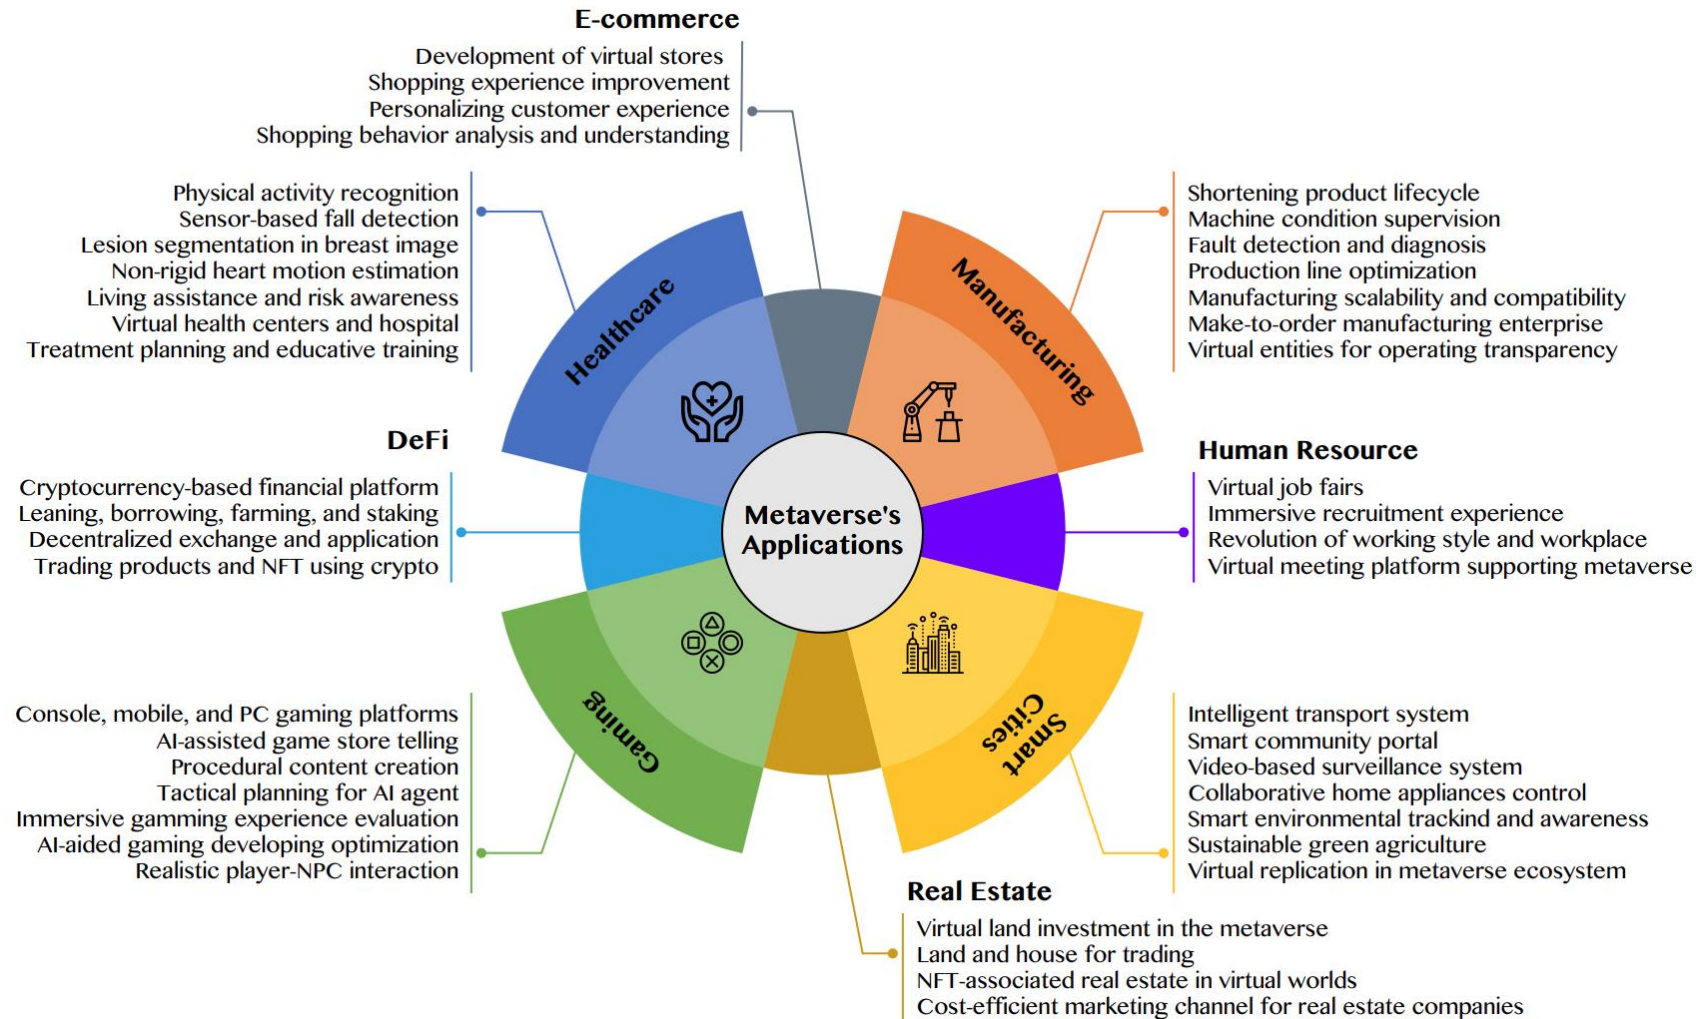 E-commerce
Development of virtual stores
Shopping experience improvement
Personalizing customer experience
Shopping behavior analysis and understanding
Physical activity recognition
Sensor-based fall detection
Lesion segmentation in breast image
Non-rigid heart motion estimation
Living assistance and risk awareness
Virtual health centers and hospital
Treatment planning and educative training
Healthcare
Manufacturing
Shortening product lifecycle
Machine condition supervision
Fault detection and diagnosis
Production line optimization
Manufacturing scalability and compatibility
Make-to-order manufacturing enterprise
Virtual entities for operating transparency
DeFi
Cryptocurrency-based financial platform
Leaning, borrowing, farming, and staking
Decentralized exchange and application
Trading products and NFT using crypto
Metaverse's
Applications
Human Resource
Virtual job fairs
Immersive recruitment experience
Revolution of working style and workplace
Virtual meeting platform supporting metaverse
Console, mobile, and PC gaming platforms
AI-assisted game store telling
Procedural content creation
Tactical planning for AI agent
Immersive gamming experience evaluation
AI-aided gaming developing optimization
Realistic player-NPC interaction
Gaming
Smart
Cities
Intelligent transport system
Smart community portal
Video-based surveillance system
Collaborative home appliances control
Smart environmental trackind and awareness
Sustainable green agriculture
Virtual replication in metaverse ecosystem
Real Estate
Virtual land investment in the metaverse
Land and house for trading
NFT-associated real estate in virtual worlds
Cost-efficient marketing channel for real estate companies